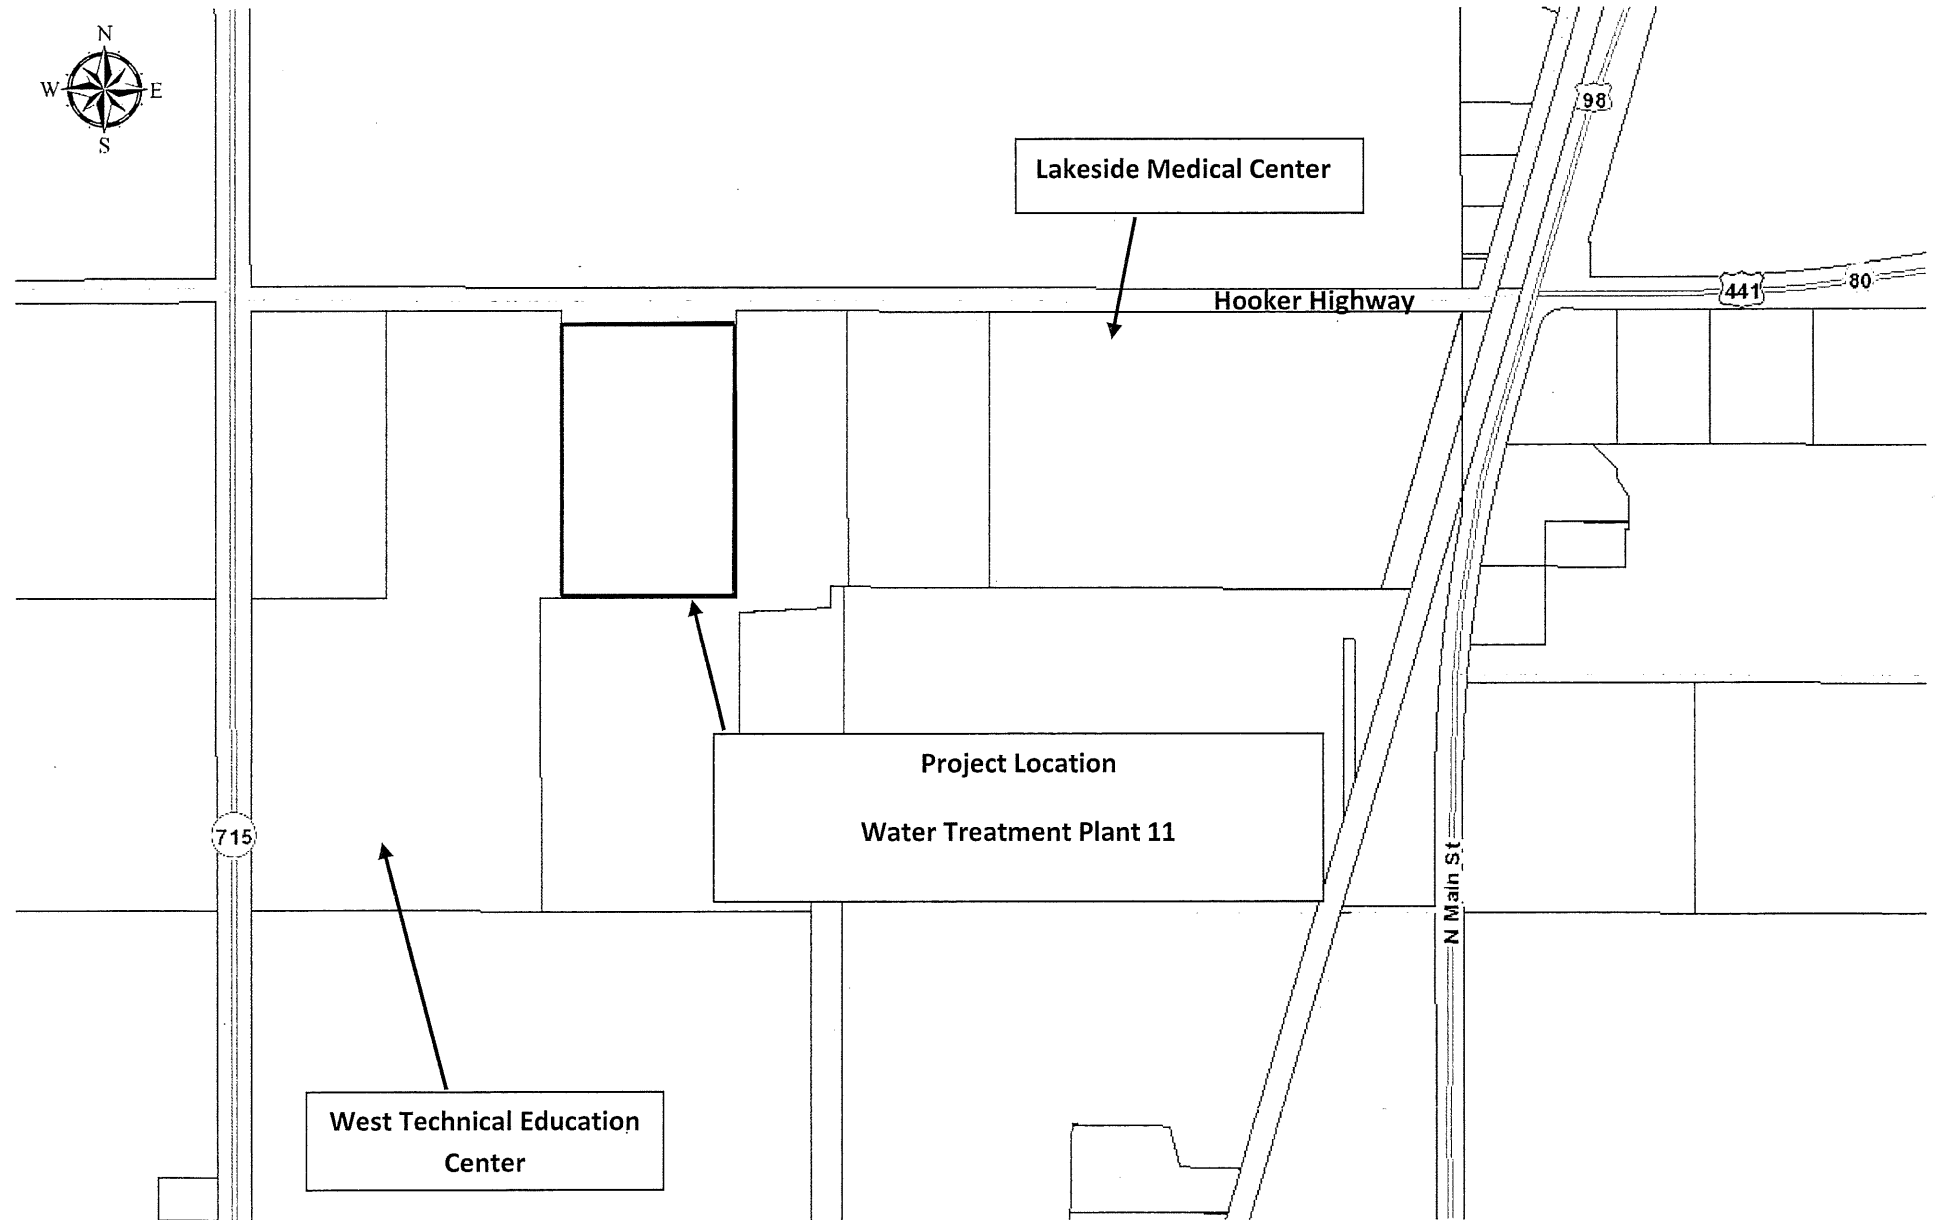 N
W E
S
98
Lakeside Medical Center
Hooker Highway
441
80
Project Location
Water Treatment Plant 11
715
N Main St
West Technical Education
Center